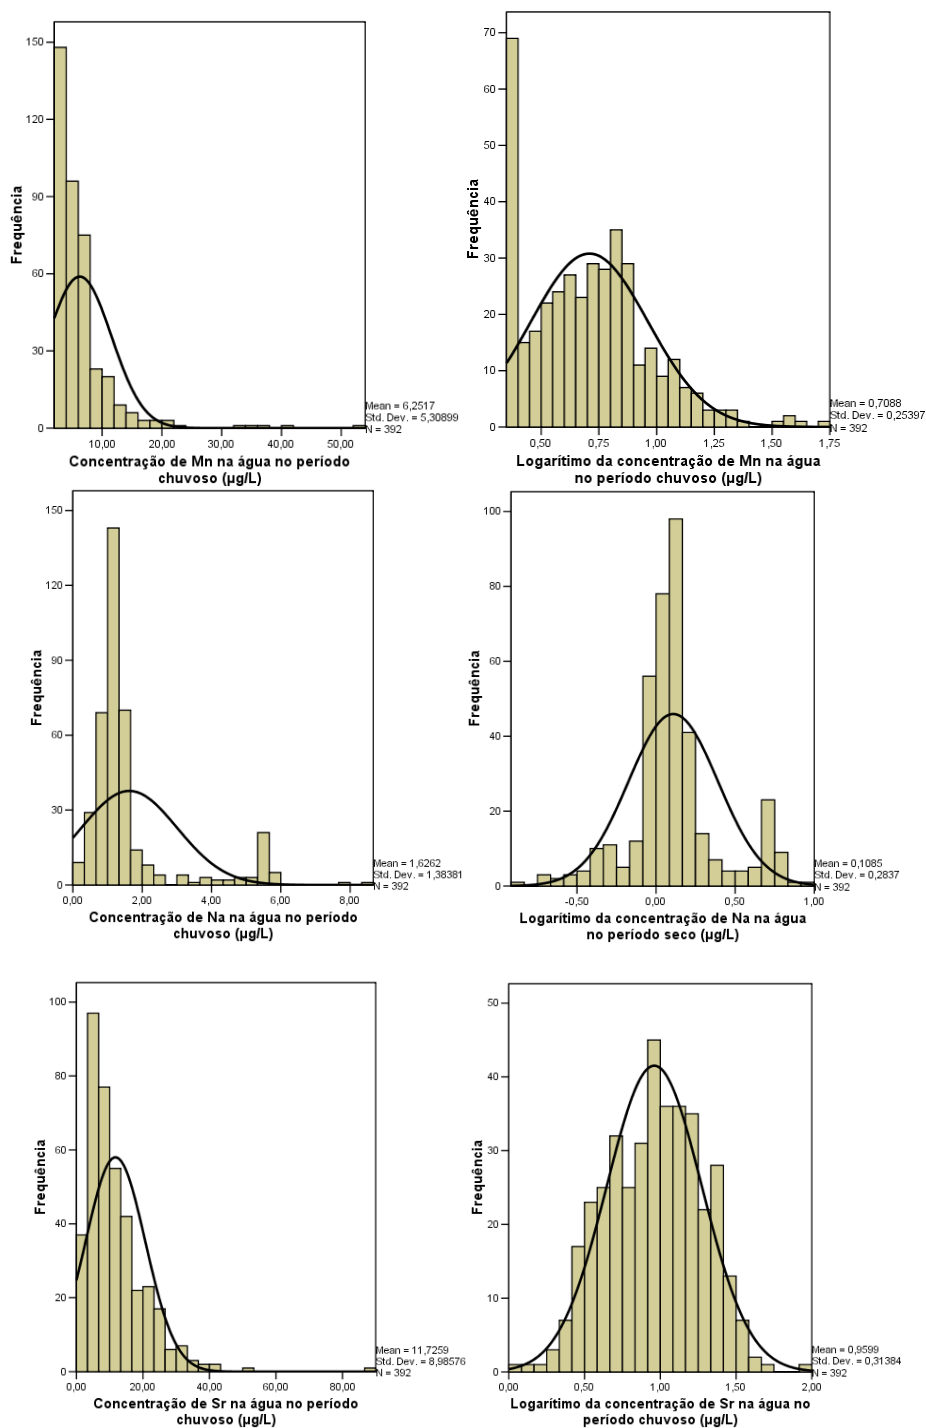 150
120
90
60
30
0
Frequência
10,00 20,00 30,00 40,00 50,00
Mean = 6,2517
Std. Dev. = 5,30899
N = 392
Concentração de Mn na água no período
chuvoso (µg/L)
70
60
50
40
30
20
10
0
Frequência
0,50 0,75 1,00 1,25 1,50 1,75
Mean = 0,7088
Std. Dev. = 0,25397
N = 392
Logarítimo da concentração de Mn na água
no período chuvoso (µg/L)
150
120
90
60
30
0
Frequência
0,00 2,00 4,00 6,00 8,00
Mean = 1,6262
Std. Dev. = 1,38381
N = 392
Concentração de Na na água no período
chuvoso (µg/L)
100
80
60
40
20
0
Frequência
-0,50 0,00 0,50 1,00
Mean = 0,1085
Std. Dev. = 0,2837
N = 392
Logarítimo da concentração de Na na água
no período seco (µg/L)
100
80
60
40
20
0
Frequência
0,00 20,00 40,00 60,00 80,00
Mean = 11,7259
Std. Dev. = 8,98576
N = 392
Concentração de Sr na água no período
chuvoso (µg/L)
50
40
30
20
10
0
Frequência
0,00 0,50 1,00 1,50 2,00
Mean = 0,9599
Std. Dev. = 0,31384
N = 392
Logarítimo da concentração de Sr na água no
período chuvoso (µg/L)